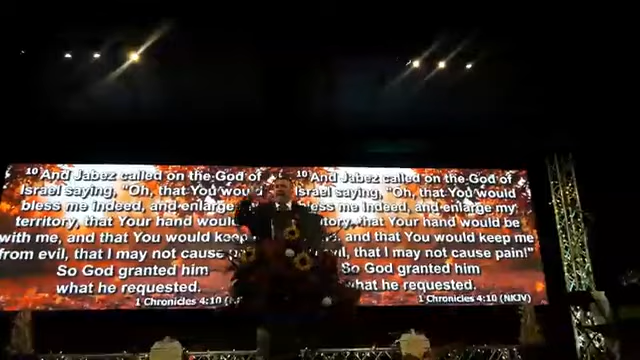 10 And Jabez called on the God of
Israel saying, "Oh, that You would
bless me indeed, and enlarge my
territory, that Your hand would be
with me, and that You would keep
from evil, that I may not cause
So God granted him
what he requested.
1 Chronicles 4:10
10 And Jabez called on the God of
Israel saying, "Oh, that You would
bless me indeed, and enlarge my
that Your hand would be
and that You would keep me
that I may not cause pain!"
So God granted him
he requested.
1 Chronicles 4:10 (NKJV)